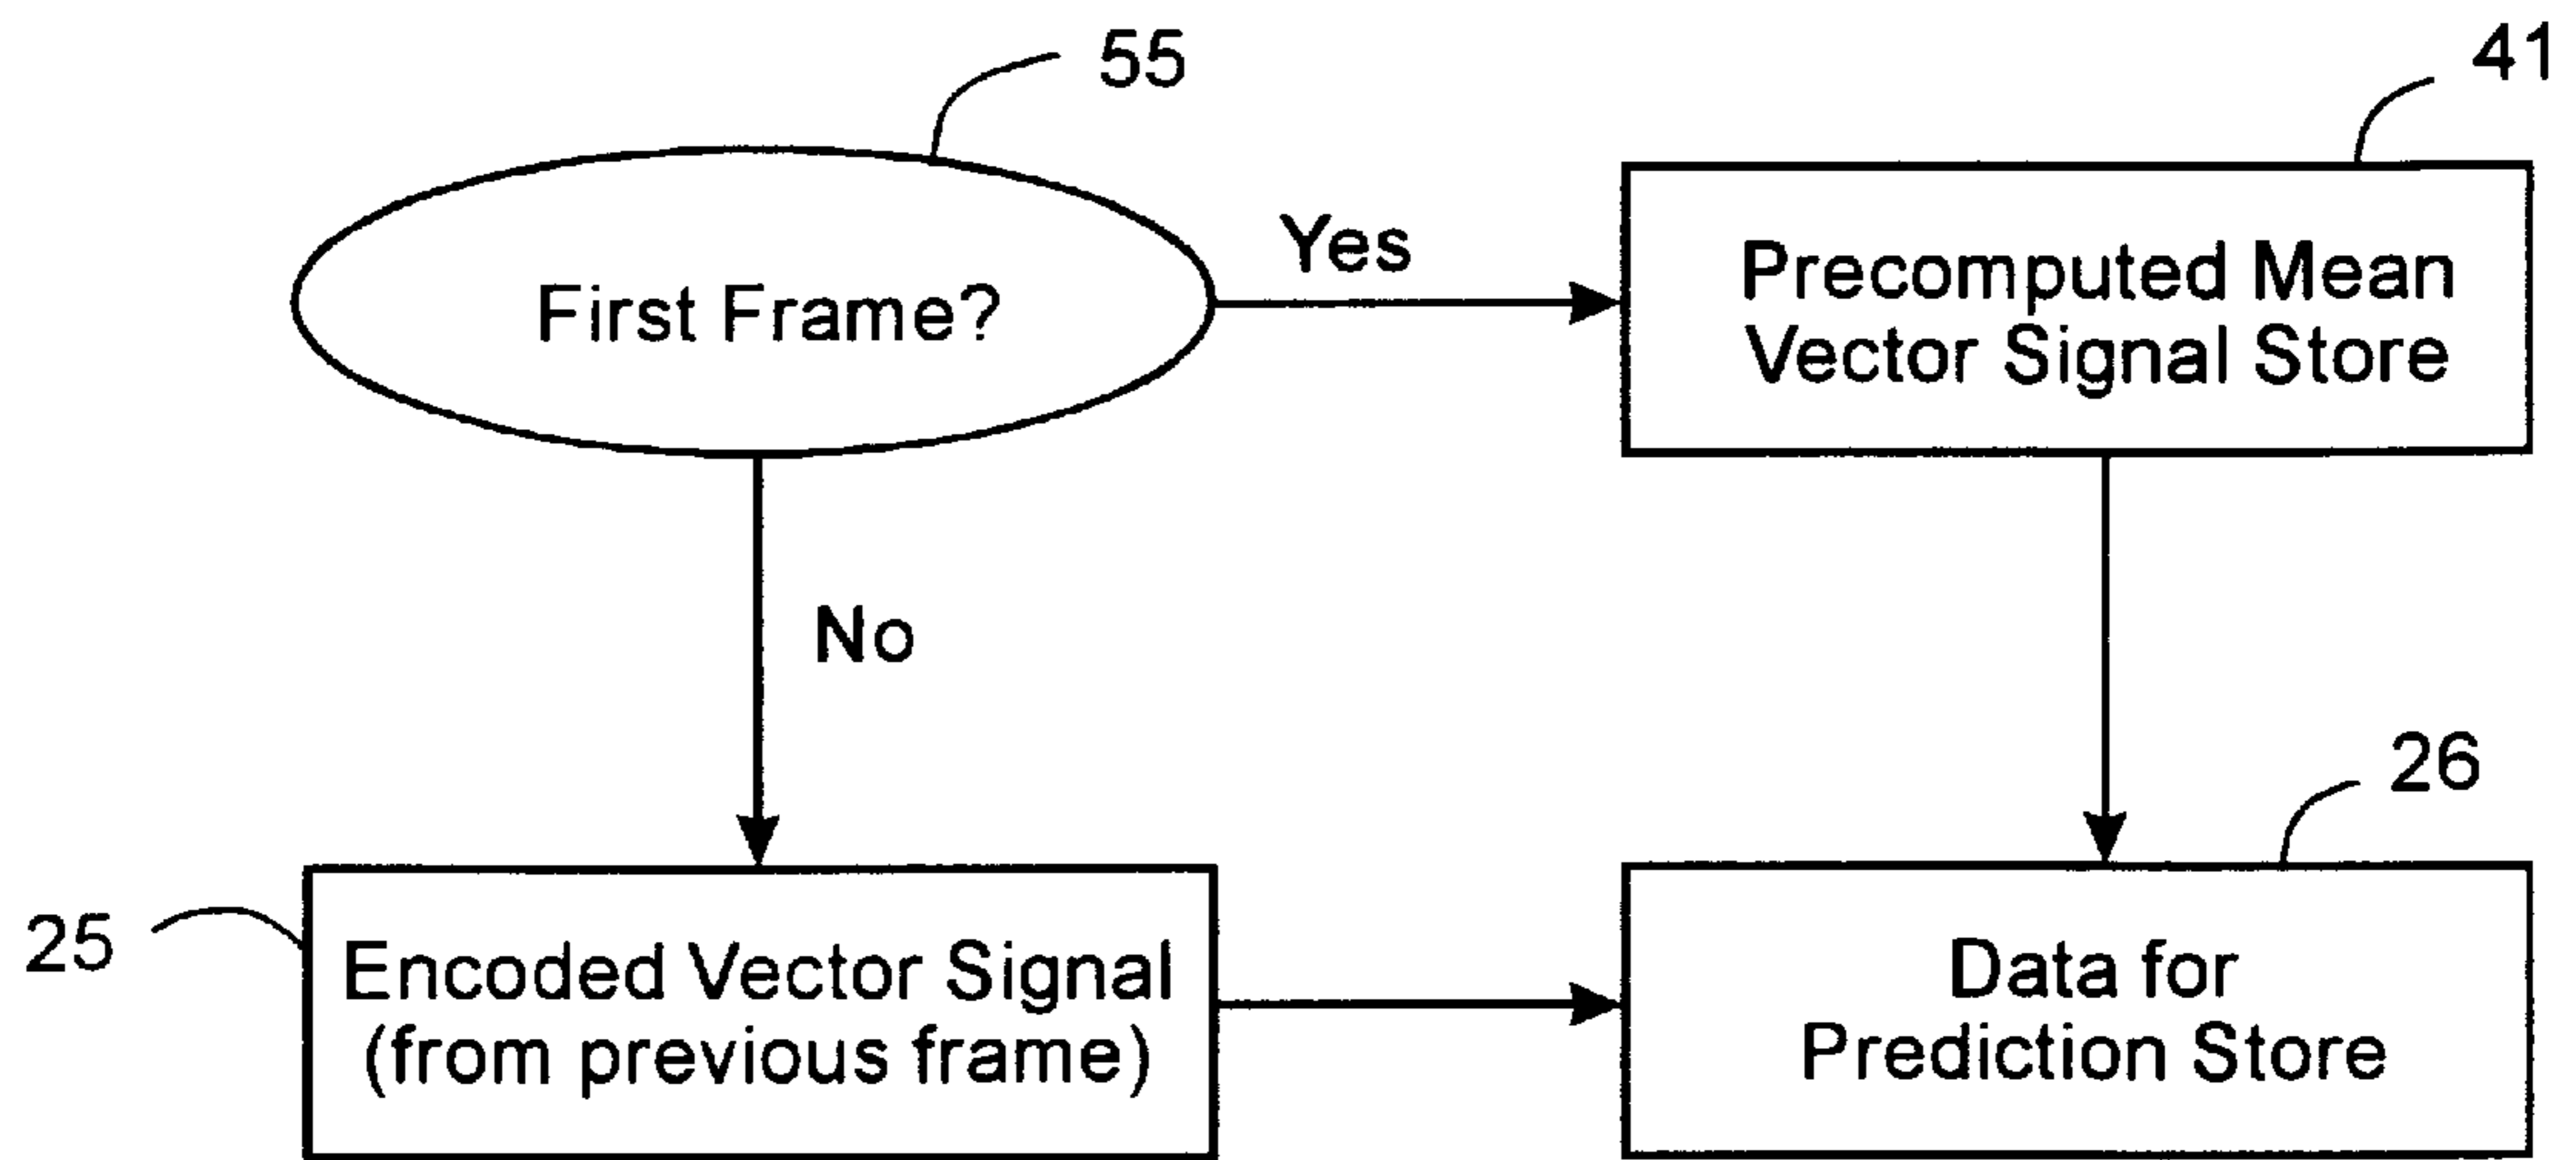 55
41
First Frame?
Yes
Precomputed Mean
Vector Signal Store
No
26
25
Encoded Vector Signal
(from previous frame)
Data for
Prediction Store